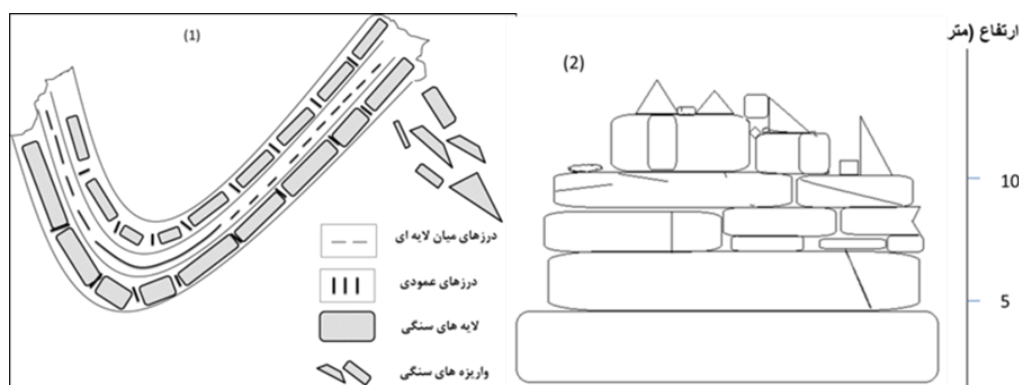 (1)
درزهای میان لایه ای
درزهای عمودی
لایه های سنگی
واریزه های سنگی
(2)
ارتفاع (متر
10
5